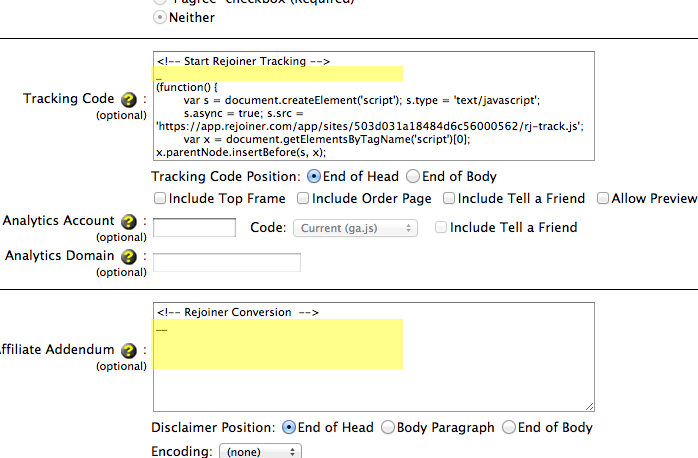 "I agree" checkbox (Required)
Neither
<!-- Start Rejoiner Tracking -->
_
(function() {
var s = document.createElement('script'); s.type = 'text/javascript';
s.async = true; s.src =
'https://app.rejoiner.com/app/sites/503d031a18484d6c56000562/rj-track.js';
var x = document.getElementsByTagName('script')[0];
x.parentNode.insertBefore(s, x);
Tracking Code ? :
(optional)
Tracking Code Position: End of Head End of Body
Include Top Frame Include Order Page Include Tell a Friend Allow Preview
Analytics Account ? :
(optional)
Code: Current (ga.js) Include Tell a Friend
Analytics Domain ? :
(optional)
<!-- Rejoiner Conversion -->
__
ffiliate Addendum ? :
(optional)
Disclaimer Position: End of Head Body Paragraph End of Body
Encoding: (none)